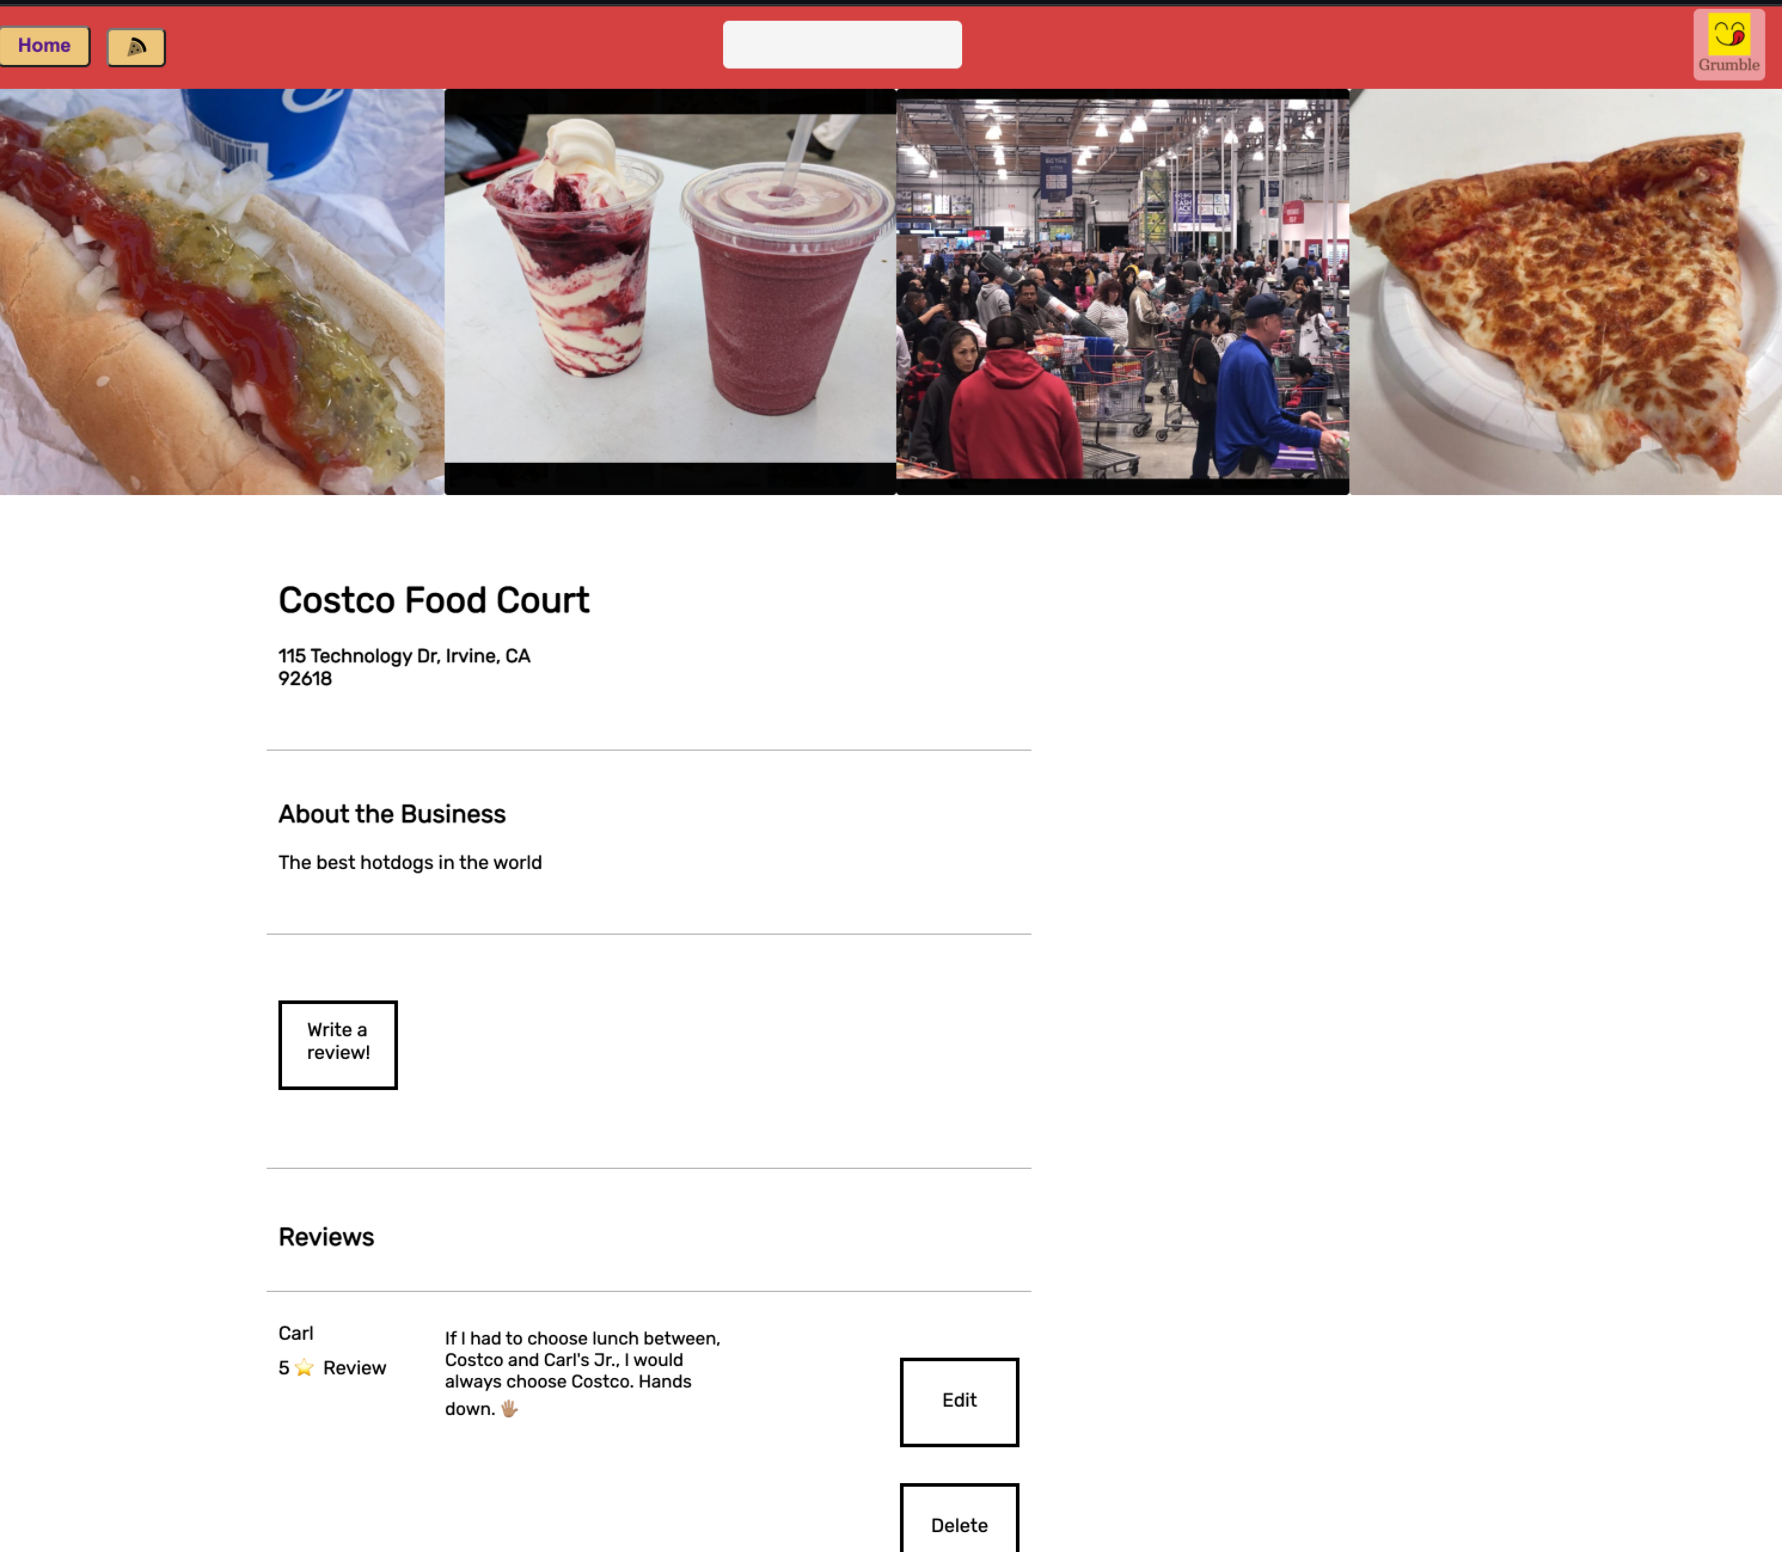 Home
Grumble
Costco Food Court
115 Technology Dr, Irvine, CA
92618
About the Business
The best hotdogs in the world
Write a
review!
Reviews
Carl
5 ⭐ Review
If I had to choose lunch between,
Costco and Carl's Jr., I would
always choose Costco. Hands
down. 🖐🏽
Edit
Delete